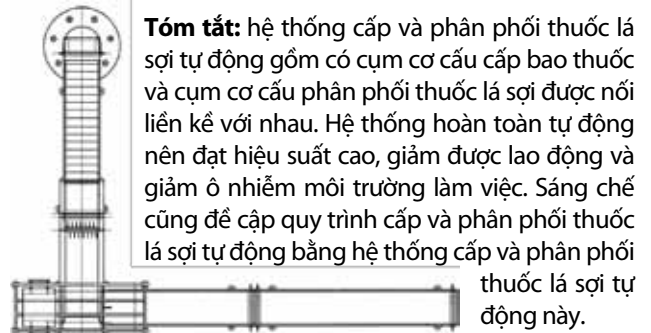 Tóm tắt: hệ thống cấp và phân phối thuốc lá
sợi tự động gồm có cụm cơ cấu cấp bao thuốc
và cụm cơ cấu phân phối thuốc lá sợi được nối
liền kề với nhau. Hệ thống hoàn toàn tự động
nên đạt hiệu suất cao, giảm được lao động và
giảm ô nhiễm môi trường làm việc. Sáng chế
cũng đề cập quy trình cấp và phân phối thuốc
lá sợi tự động bằng hệ thống cấp và phân phối
thuốc lá sợi tự
động này.